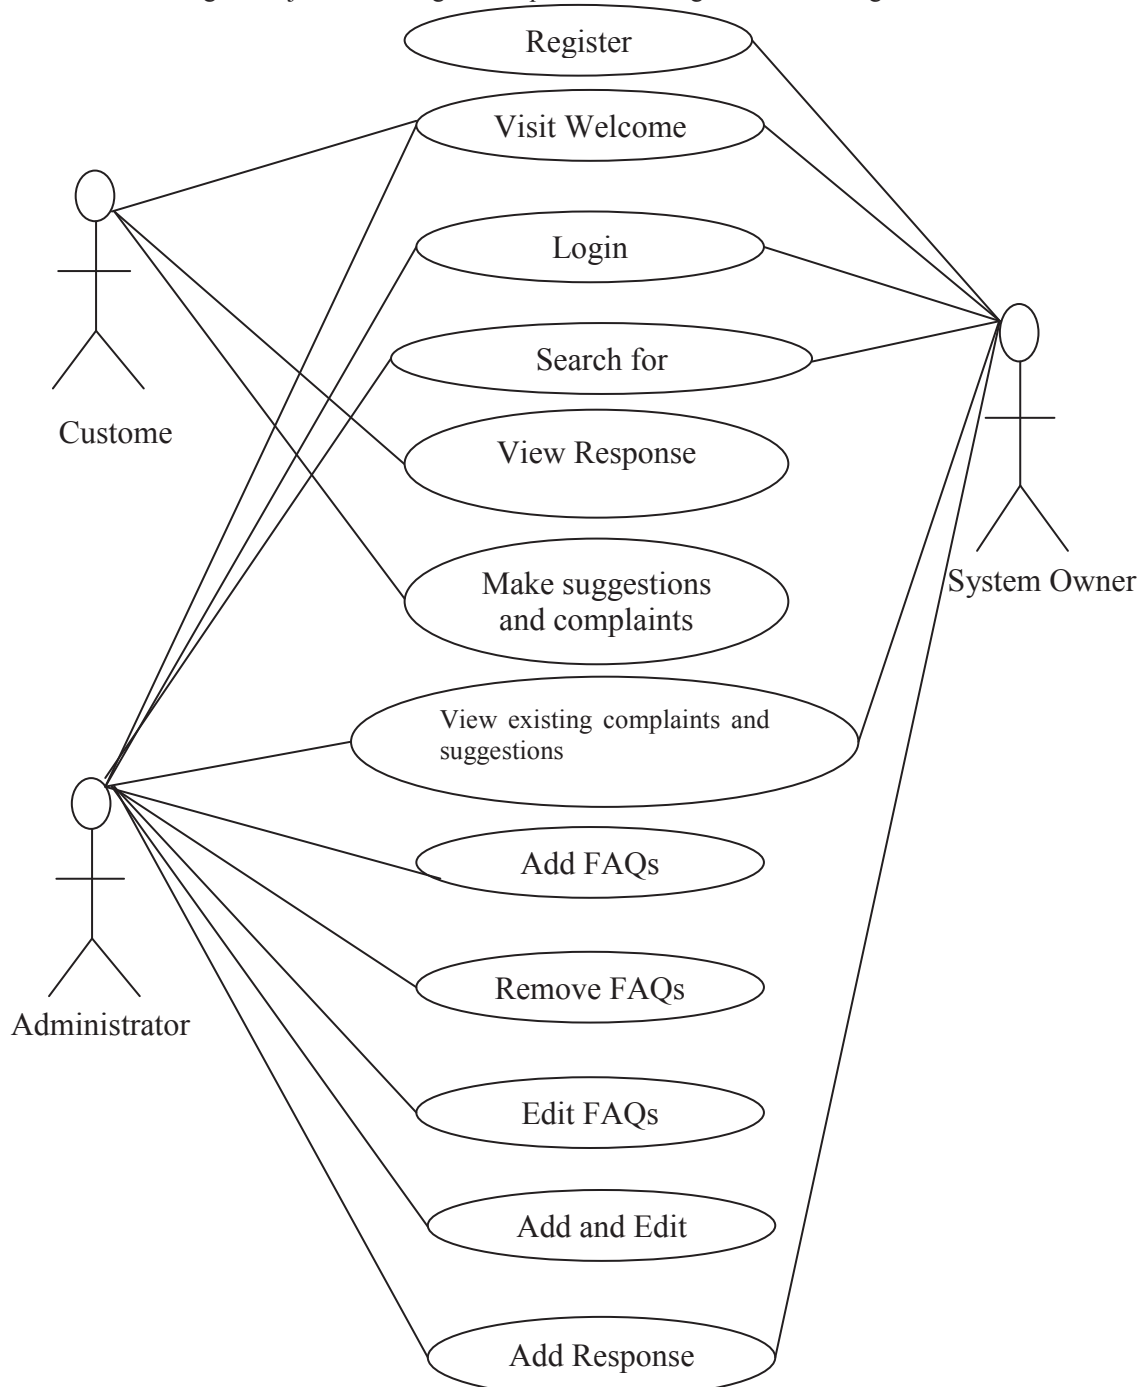 Register
Visit Welcome
Login
Search for
Custome
View Response
Make suggestions
and complaints
System Owner
View existing complaints and
suggestions
Add FAQs
Remove FAQs
Administrator
Edit FAQs
Add and Edit
Add Response